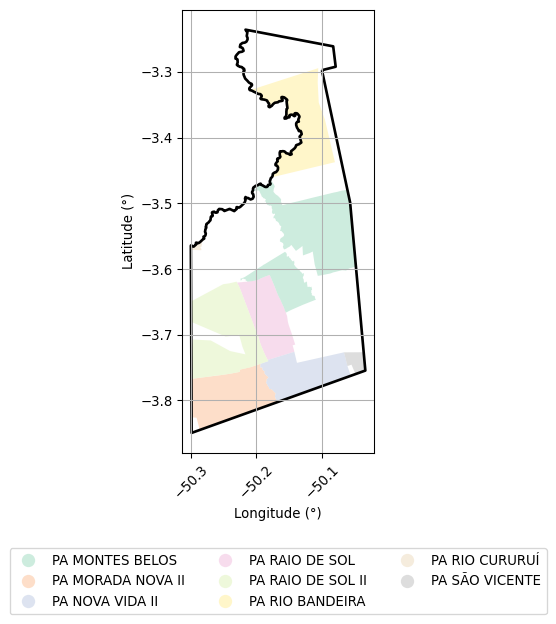 −3.3
−3.4
−3.5
−3.6
−3.7
−3.8
Latitude (°)
−50.3
−50.2
−50.1
Longitude (°)
PA MONTES BELOS
PA MORADA NOVA II
PA NOVA VIDA II
PA RAIO DE SOL
PA RAIO DE SOL II
PA RIO BANDEIRA
PA RIO CURURUÍ
PA SÃO VICENTE